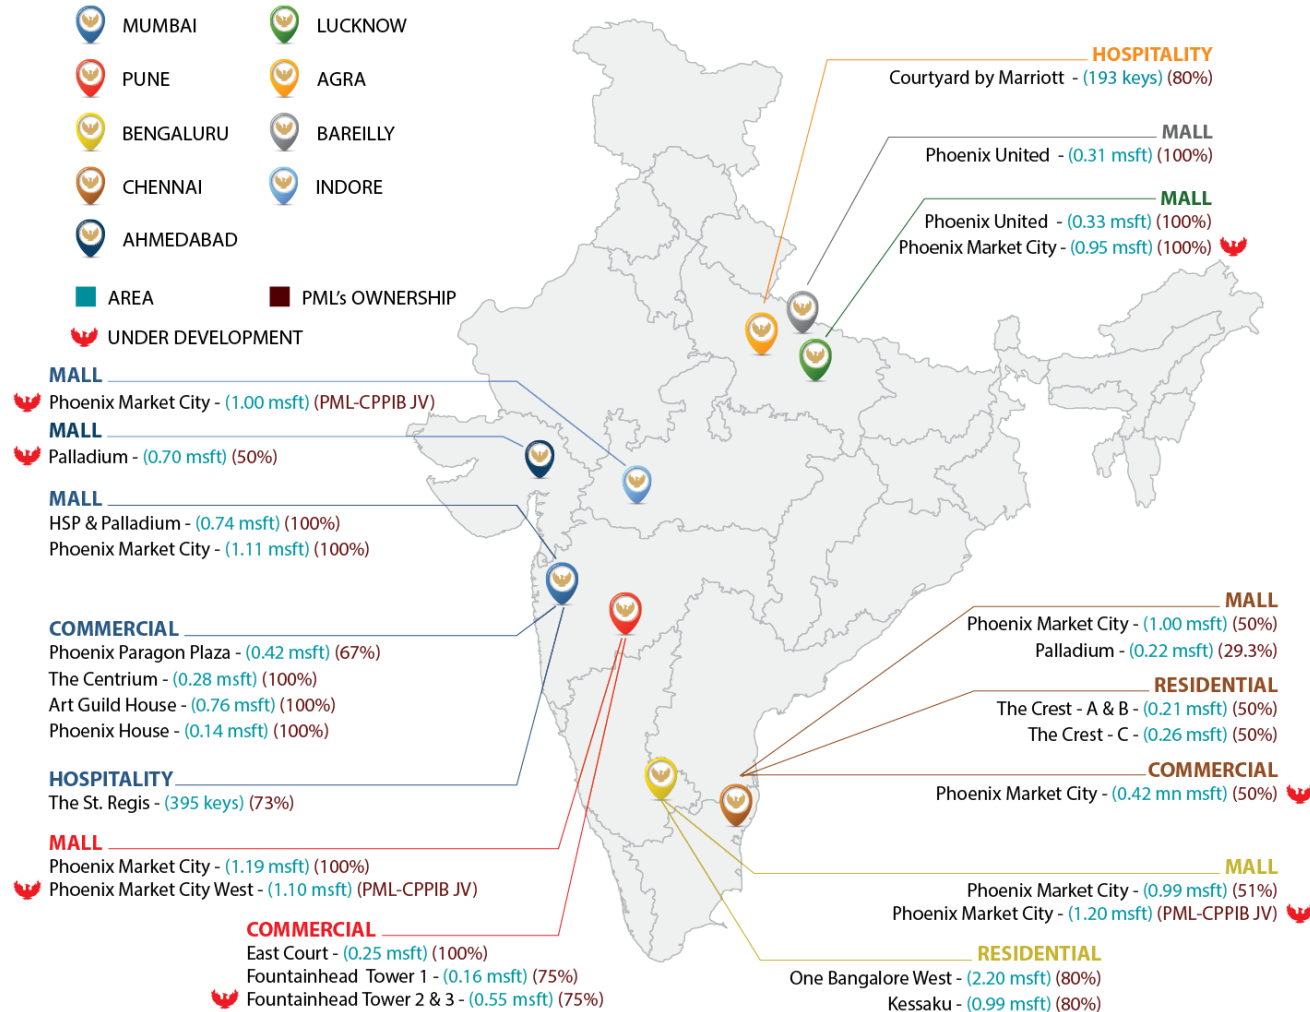 MUMBAI
LUCKNOW
PUNE
AGRA
BENGALURU
BAREILLY
CHENNAI
INDORE
AHMEDABAD
AREA
PML's OWNERSHIP
UNDER DEVELOPMENT
HOSPITALITY
Courtyard by Marriott - (193 keys) (80%)
MALL
Phoenix United - (0.31 msft) (100%)
MALL
Phoenix United - (0.33 msft) (100%)
Phoenix Market City - (0.95 msft) (100%)
MALL
Phoenix Market City - (1.00 msft) (PML-CPPIB JV)
MALL
Palladium - (0.70 msft) (50%)
MALL
HSP & Palladium - (0.74 msft) (100%)
Phoenix Market City - (1.11 msft) (100%)
COMMERCIAL
Phoenix Paragon Plaza - (0.42 msft) (67%)
The Centrium - (0.28 msft) (100%)
Art Guild House - (0.76 msft) (100%)
Phoenix House - (0.14 msft) (100%)
HOSPITALITY
The St. Regis - (395 keys) (73%)
MALL
Phoenix Market City - (1.19 msft) (100%)
Phoenix Market City West - (1.10 msft) (PML-CPPIB JV)
COMMERCIAL
East Court - (0.25 msft) (100%)
Fountainhead Tower 1 - (0.16 msft) (75%)
Fountainhead Tower 2 & 3 - (0.55 msft) (75%)
MALL
Phoenix Market City - (1.00 msft) (50%)
Palladium - (0.22 msft) (29.3%)
RESIDENTIAL
The Crest - A & B - (0.21 msft) (50%)
The Crest - C - (0.26 msft) (50%)
COMMERCIAL
Phoenix Market City - (0.42 mn msft) (50%)
MALL
Phoenix Market City - (0.99 msft) (51%)
Phoenix Market City - (1.20 msft) (PML-CPPIB JV)
RESIDENTIAL
One Bangalore West - (2.20 msft) (80%)
Kessaku - (0.99 msft) (80%)